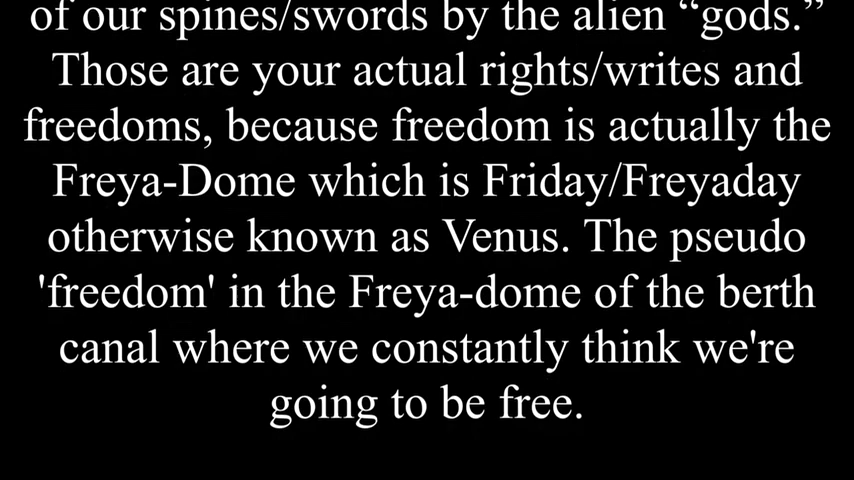 of our spines/swords by the alien “gods.”
Those are your actual rights/writes and
freedoms, because freedom is actually the
Freya-Dome which is Friday/Freyaday
otherwise known as Venus. The pseudo
'freedom' in the Freya-dome of the berth
canal where we constantly think we're
going to be free.